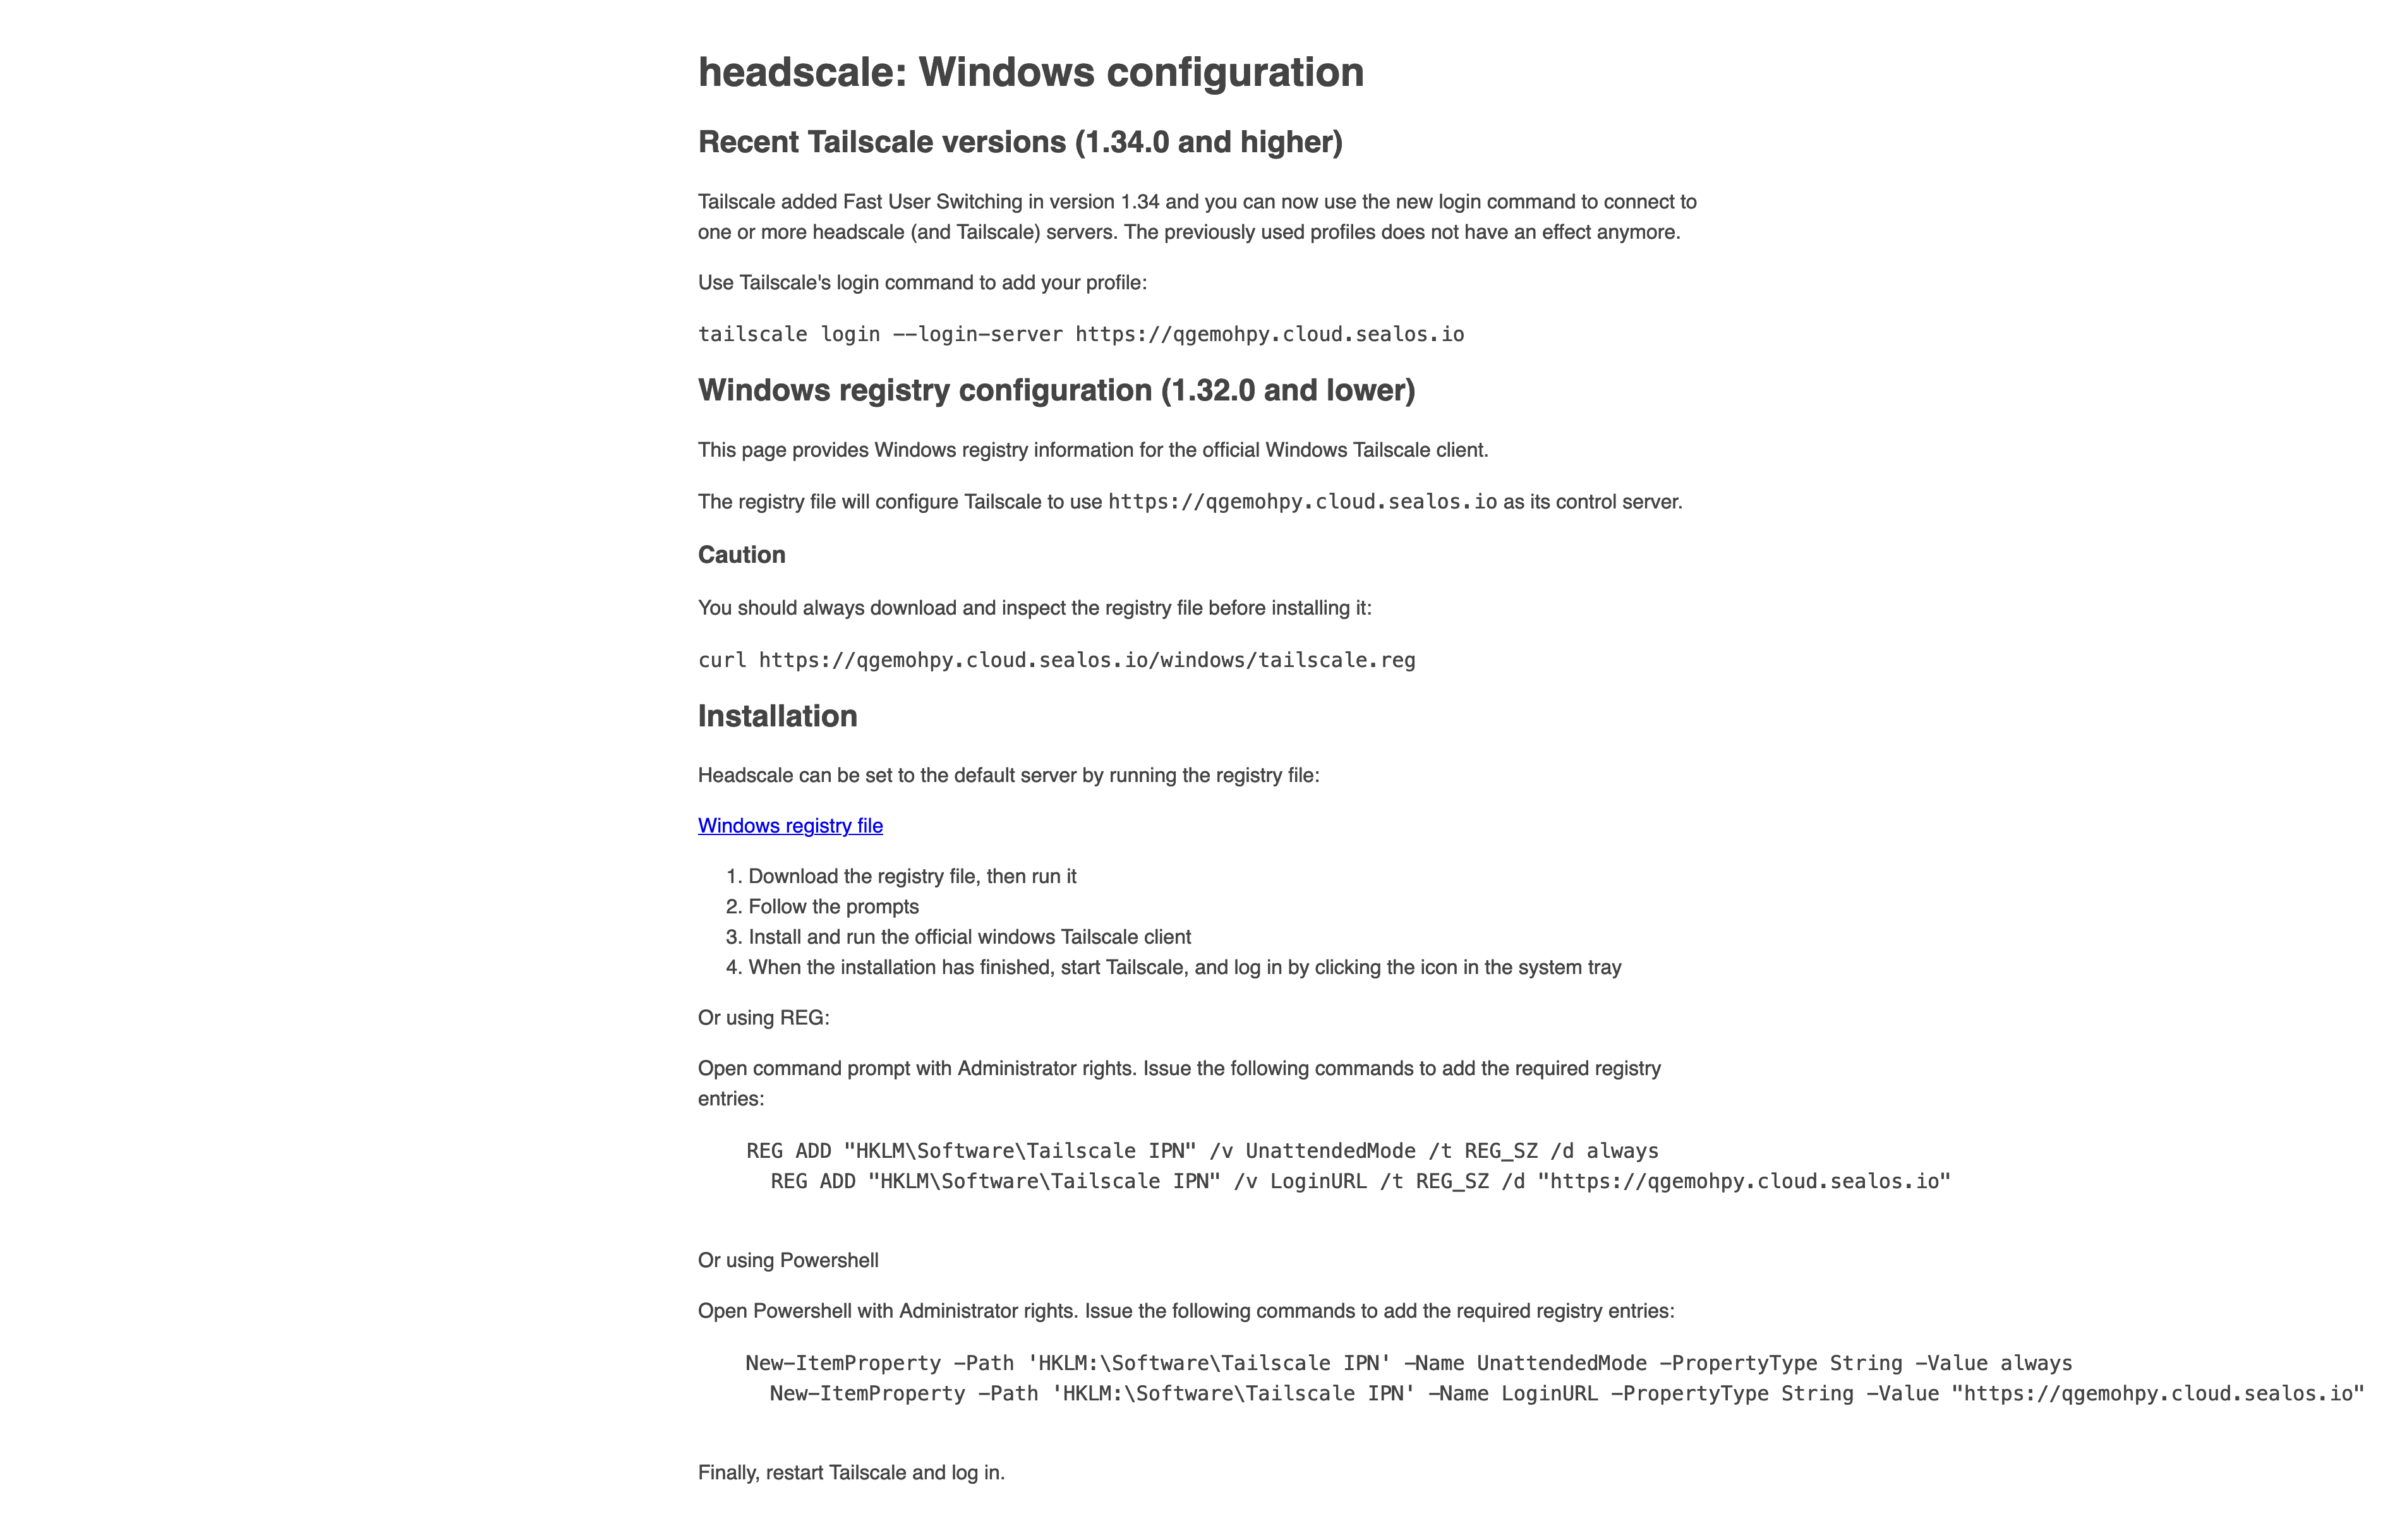 headscale: Windows configuration
Recent Tailscale versions (1.34.0 and higher)
Tailscale added Fast User Switching in version 1.34 and you can now use the new login command to connect to
one or more headscale (and Tailscale) servers. The previously used profiles does not have an effect anymore.
Use Tailscale's login command to add your profile:
tailscale login --login-server https://qgemohpy.cloud.sealos.io
Windows registry configuration (1.32.0 and lower)
This page provides Windows registry information for the official Windows Tailscale client.
The registry file will configure Tailscale to use https://qgemohpy.cloud.sealos.io as its control server.
Caution
You should always download and inspect the registry file before installing it:
curl https://qgemohpy.cloud.sealos.io/windows/tailscale.reg
Installation
Headscale can be set to the default server by running the registry file:
Windows registry file
1. Download the registry file, then run it
2. Follow the prompts
3. Install and run the official windows Tailscale client
4. When the installation has finished, start Tailscale, and log in by clicking the icon in the system tray
Or using REG:
Open command prompt with Administrator rights. Issue the following commands to add the required registry
entries:
REG ADD "HKLM\Software\Tailscale IPN" /v UnattendedMode /t REG_SZ /d always
REG ADD "HKLM\Software\Tailscale IPN" /v LoginURL /t REG_SZ /d "https://qgemohpy.cloud.sealos.io"
Or using Powershell
Open Powershell with Administrator rights. Issue the following commands to add the required registry entries:
New-ItemProperty -Path 'HKLM:\Software\Tailscale IPN' -Name UnattendedMode -PropertyType String -Value always
New-ItemProperty -Path 'HKLM:\Software\Tailscale IPN' -Name LoginURL -PropertyType String -Value "https://qgemohpy.cloud.sealos.io"
Finally, restart Tailscale and log in.